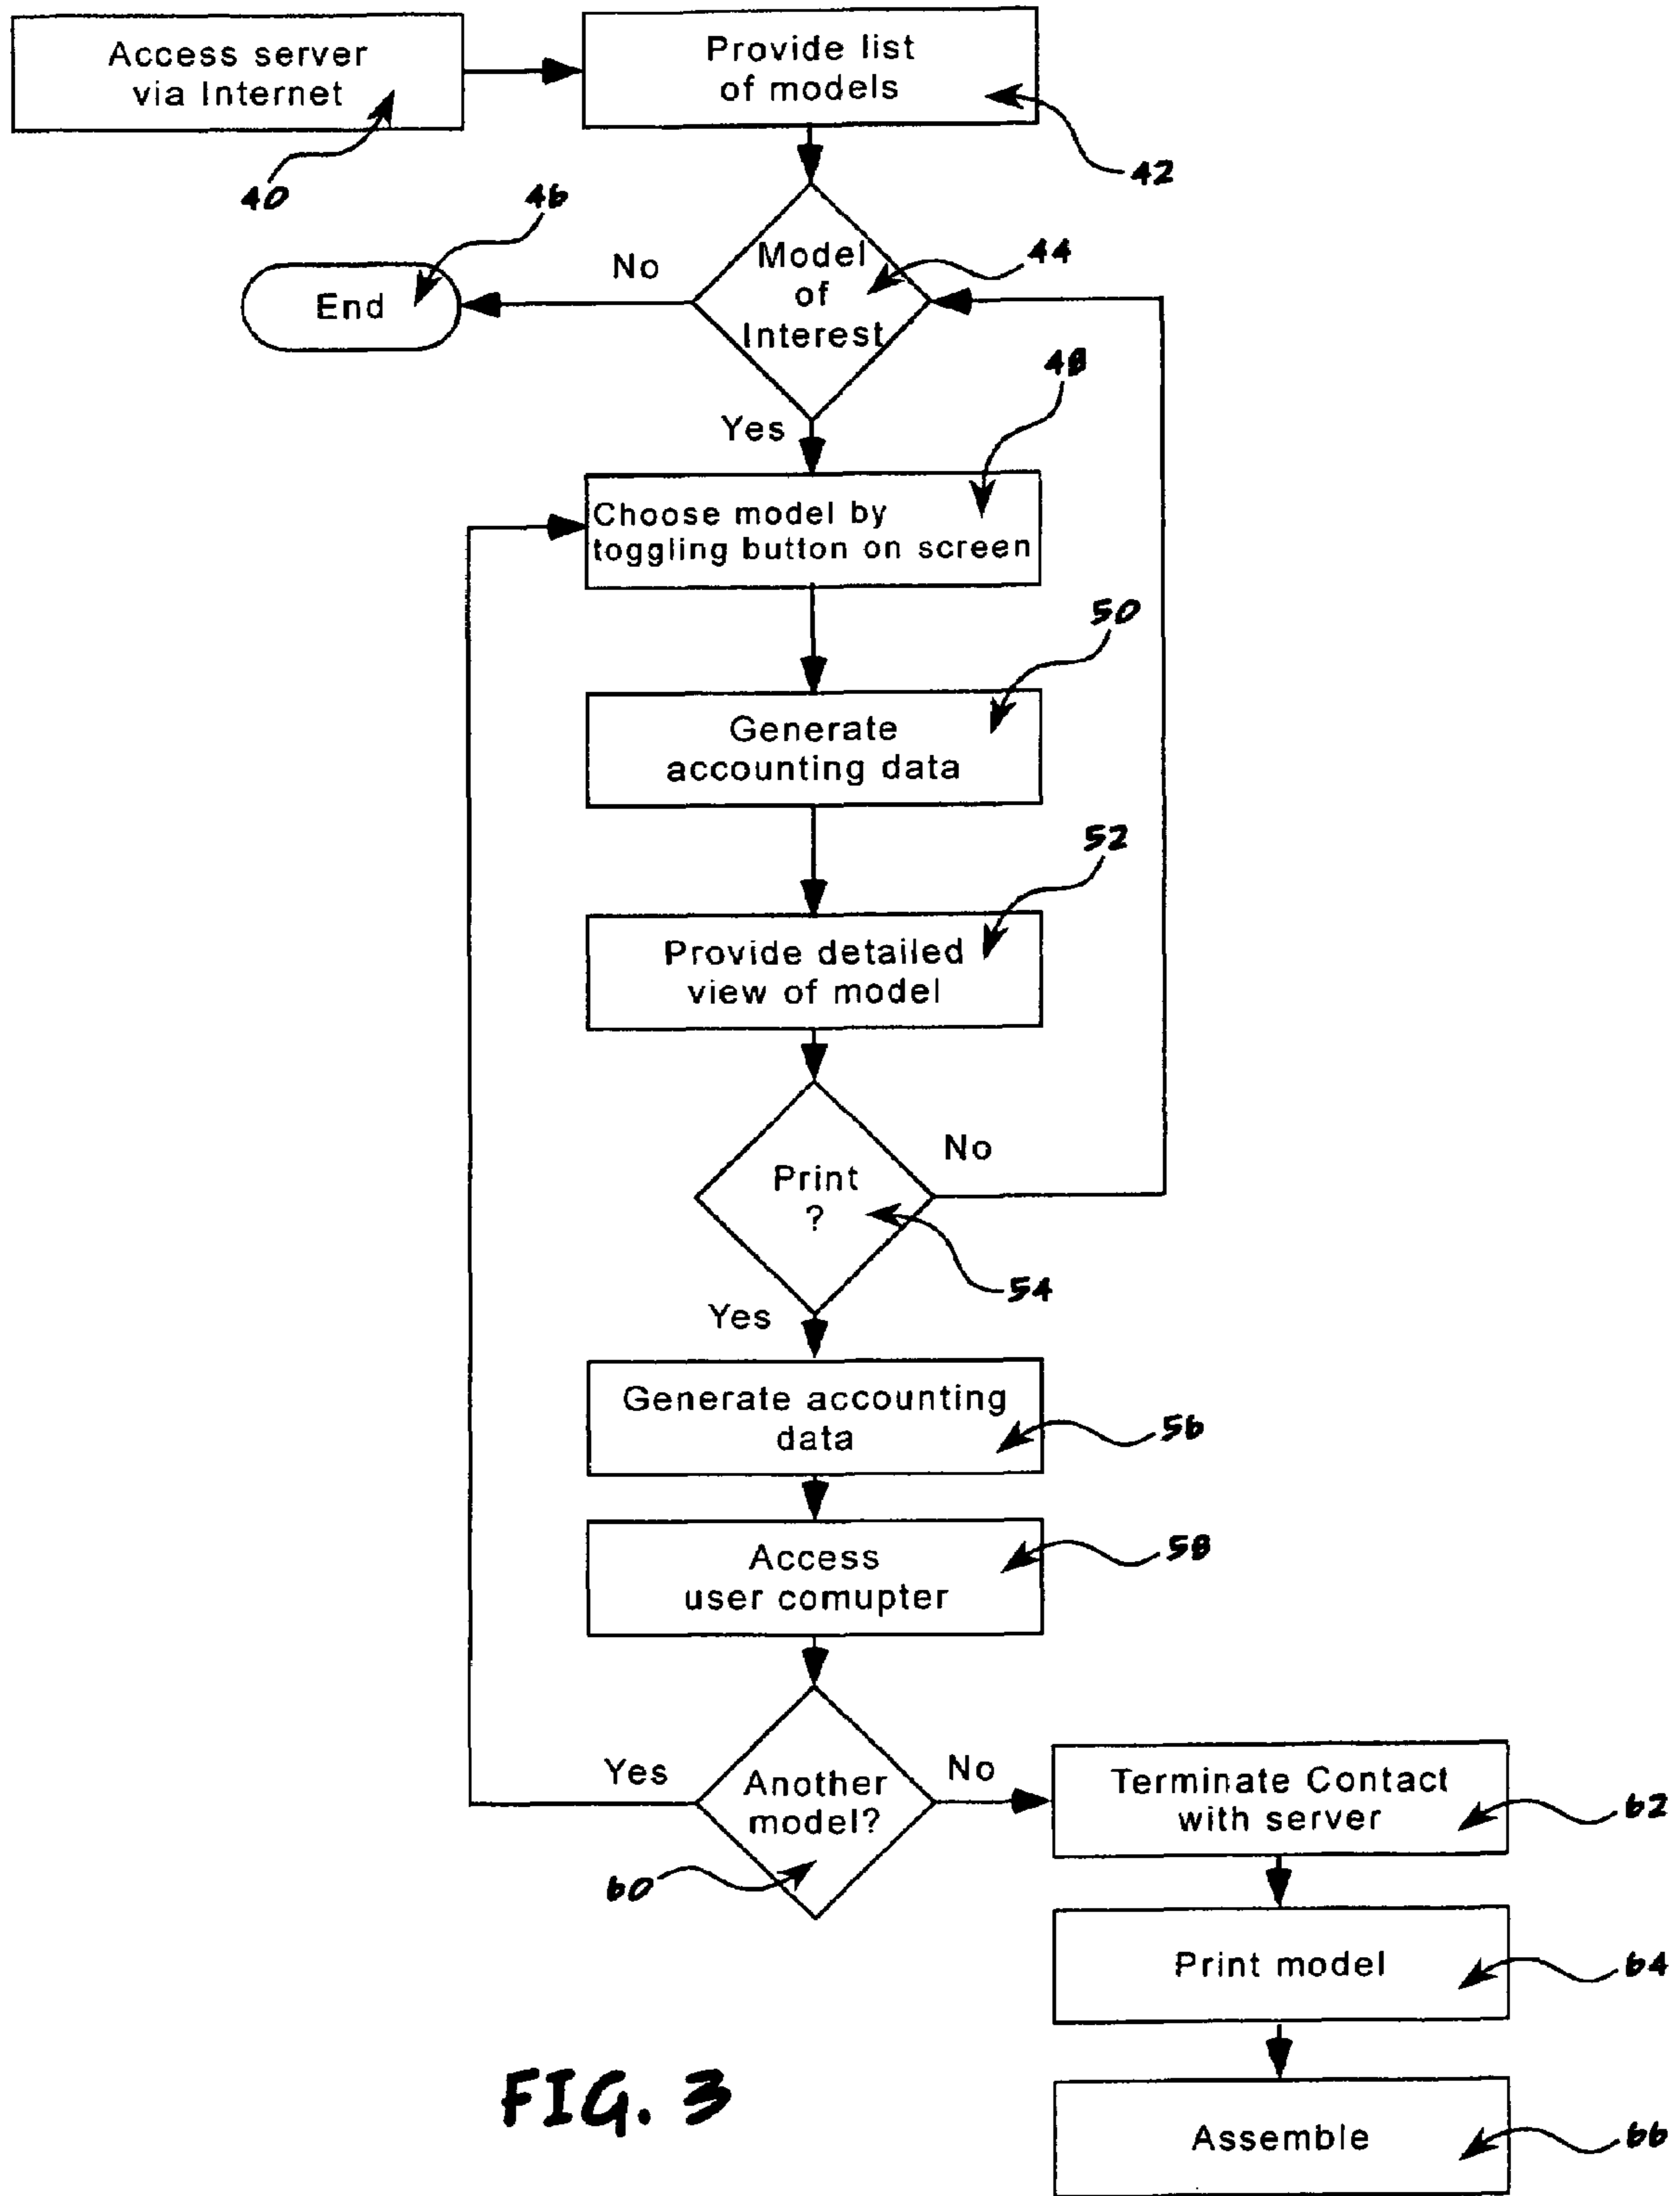 Access server
via Internet
40
Provide list
of models
42
Model
of
Interest
44
No
End
46
Yes
48
Choose model by
toggling button on screen
50
Generate
accounting data
52
Provide detailed
view of model
Print
?
No
54
Yes
Generate accounting
data
56
Access
user comupter
58
Another
model?
Yes
No
60
Terminate Contact
with server
62
Print model
64
Assemble
66
FIG. 3